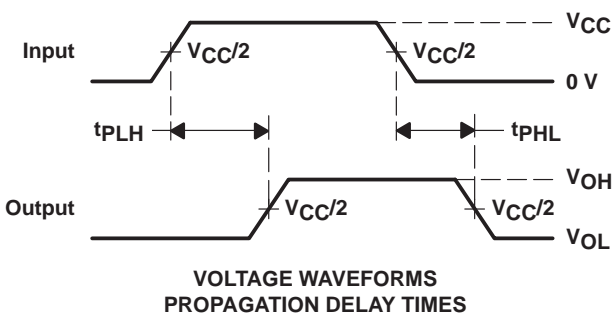 VCC
Input
VCC/2
VCC/2
0 V
tPLH
tPHL
VOH
Output
VCC/2
VCC/2
VOL
VOLTAGE WAVEFORMS
PROPAGATION DELAY TIMES